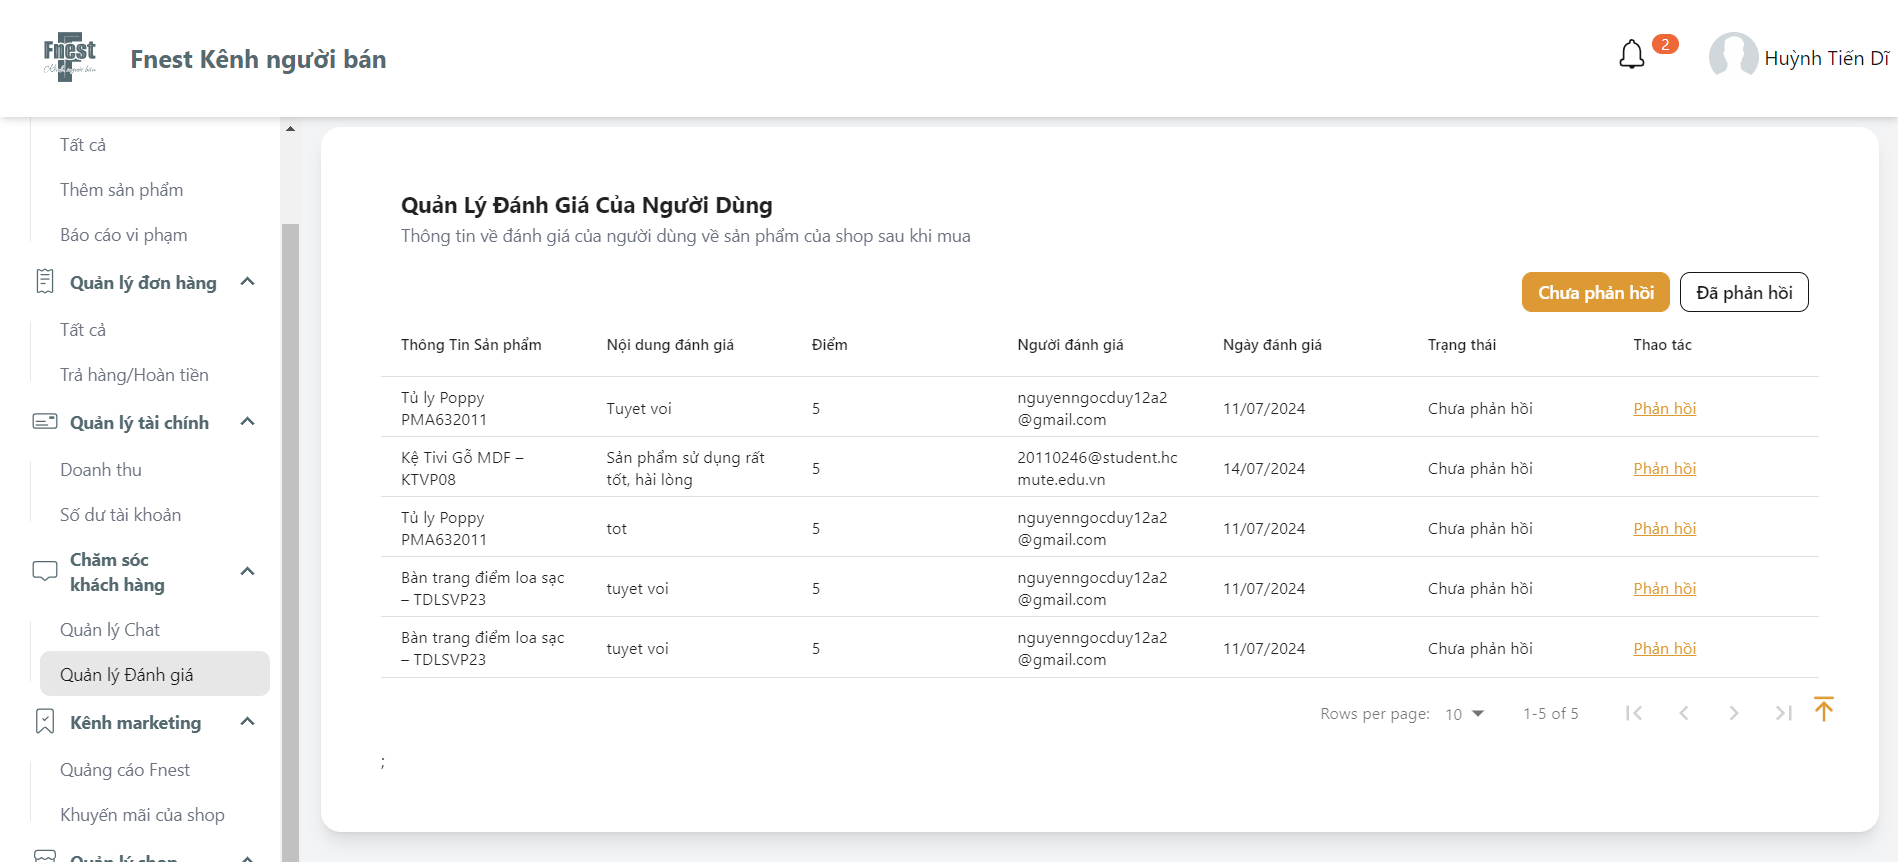 Fnest
Kênh người bán
Fnest Kênh người bán
2
Huỳnh Tiến Dĩ
Tất cả
Thêm sản phẩm
Báo cáo vi phạm
Quản lý đơn hàng
Tất cả
Trả hàng/Hoàn tiền
Quản lý tài chính
Doanh thu
Số dư tài khoản
Chăm sóc
khách hàng
Quản lý Chat
Quản lý Đánh giá
Kênh marketing
Quảng cáo Fnest
Khuyến mãi của shop
Quản lý shop
Quản Lý Đánh Giá Của Người Dùng
Thông tin về đánh giá của người dùng về sản phẩm của shop sau khi mua
Chưa phản hồi Đã phản hồi
Thông Tin Sản phẩm Nội dung đánh giá Điểm Người đánh giá Ngày đánh giá Trạng thái Thao tác
Tủ ly Poppy
PMA632011
Tuyet voi
5
nguyenngocduy12a2
@gmail.com
11/07/2024
Chưa phản hồi
Phản hồi
Kệ Tivi Gỗ MDF –
KTVP08
Sản phẩm sử dụng rất
tốt, hài lòng
5
20110246@student.hc
mute.edu.vn
14/07/2024
Chưa phản hồi
Phản hồi
Tủ ly Poppy
PMA632011
tot
5
nguyenngocduy12a2
@gmail.com
11/07/2024
Chưa phản hồi
Phản hồi
Bàn trang điểm loa sạc
– TDLSVP23
tuyet voi
5
nguyenngocduy12a2
@gmail.com
11/07/2024
Chưa phản hồi
Phản hồi
Bàn trang điểm loa sạc
– TDLSVP23
tuyet voi
5
nguyenngocduy12a2
@gmail.com
11/07/2024
Chưa phản hồi
Phản hồi
Rows per page: 10 1-5 of 5
;